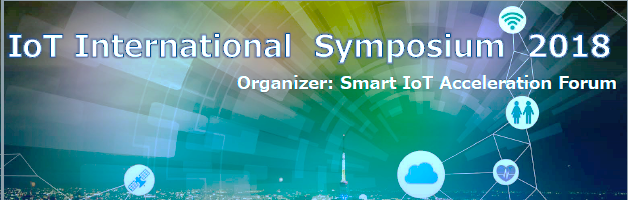 IoT International Symposium 2018
Organizer: Smart IoT Acceleration Forum